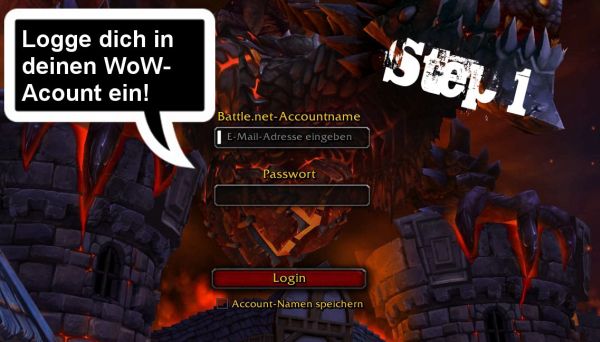 Logge dich in
deinen WoW-
Acount ein!
Step 1
Battle.net-Accountname
E-Mail-Adresse eingeben
Passwort
Login
Account-Namen speichern